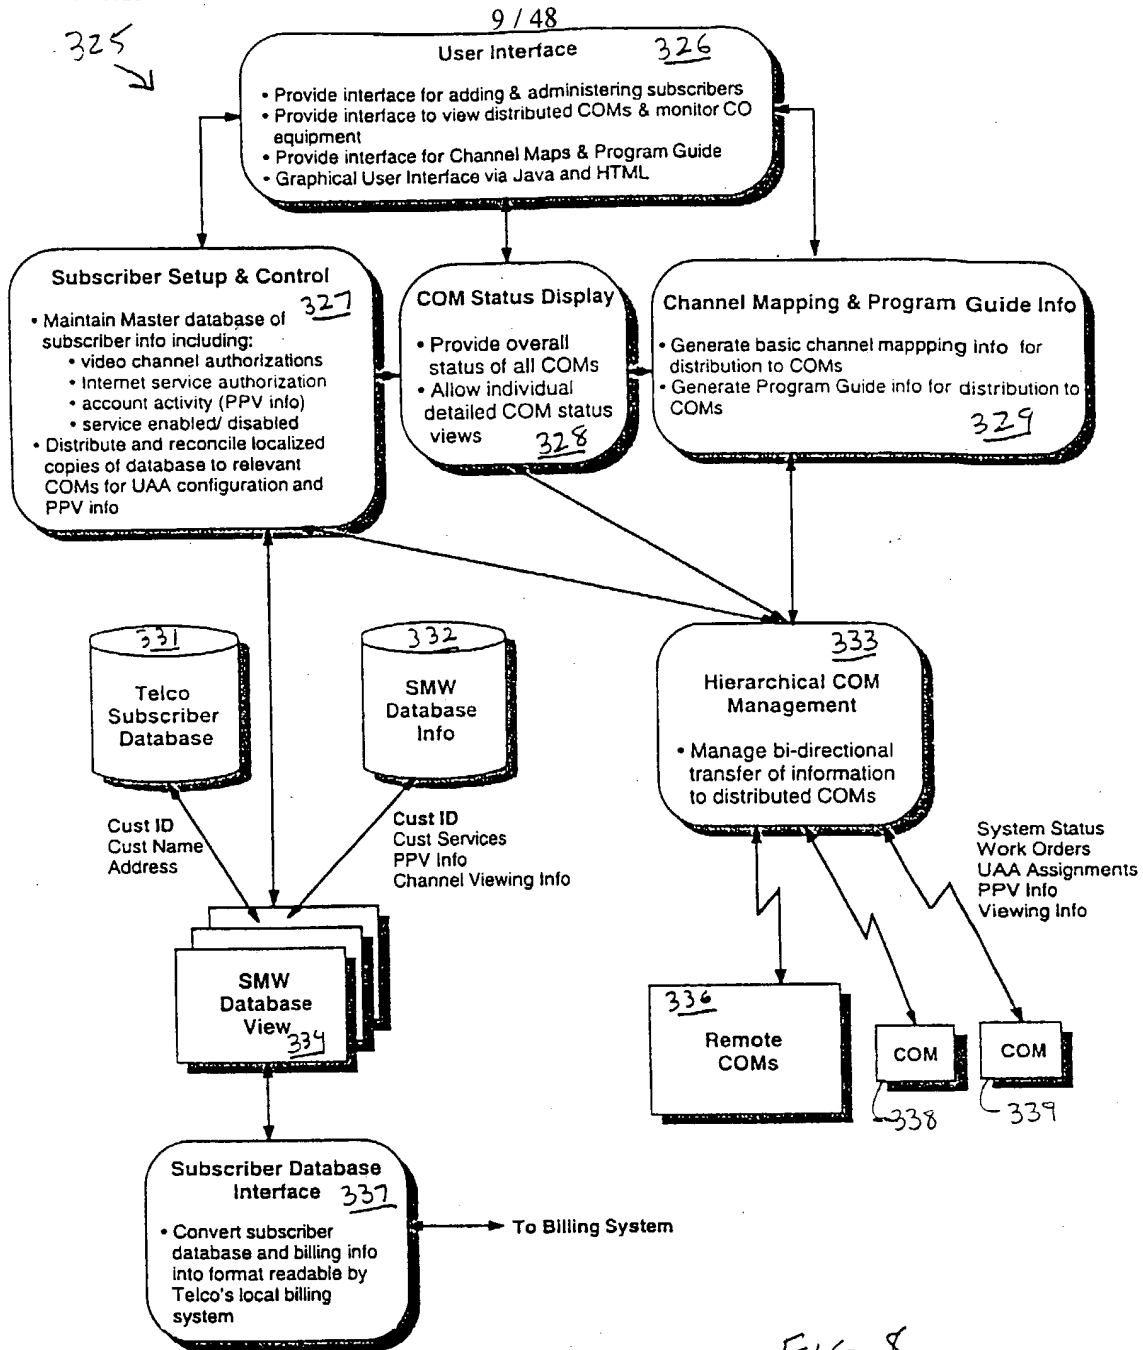 9 / 48
325
User Interface
326
• Provide interface for adding & administering subscribers
• Provide interface to view distributed COMs & monitor CO
equipment
• Provide interface for Channel Maps & Program Guide
• Graphical User Interface via Java and HTML
Subscriber Setup & Control
327
• Maintain Master database of
subscriber info including:
• video channel authorizations
• Internet service authorization
• account activity (PPV info)
• service enabled/ disabled
• Distribute and reconcile localized
copies of database to relevant
COMs for UAA configuration and
PPV info
COM Status Display
• Provide overall
status of all COMs
• Allow individual
detailed COM status
views
328
Channel Mapping & Program Guide Info
• Generate basic channel mappping info for
distribution to COMs
• Generate Program Guide info for distribution to
COMs
329
331
Telco
Subscriber
Database
332
SMW
Database
Info
333
Hierarchical COM
Management
• Manage bi-directional
transfer of information
to distributed COMs
Cust ID
Cust Name
Address
Cust ID
Cust Services
PPV Info
Channel Viewing Info
System Status
Work Orders
UAA Assignments
PPV Info
Viewing Info
SMW
Database
View
334
336
Remote
COMs
COM
338
COM
339
Subscriber Database
Interface
337
• Convert subscriber
database and billing info
into format readable by
Telco's local billing
system
To Billing System
FIG. 8